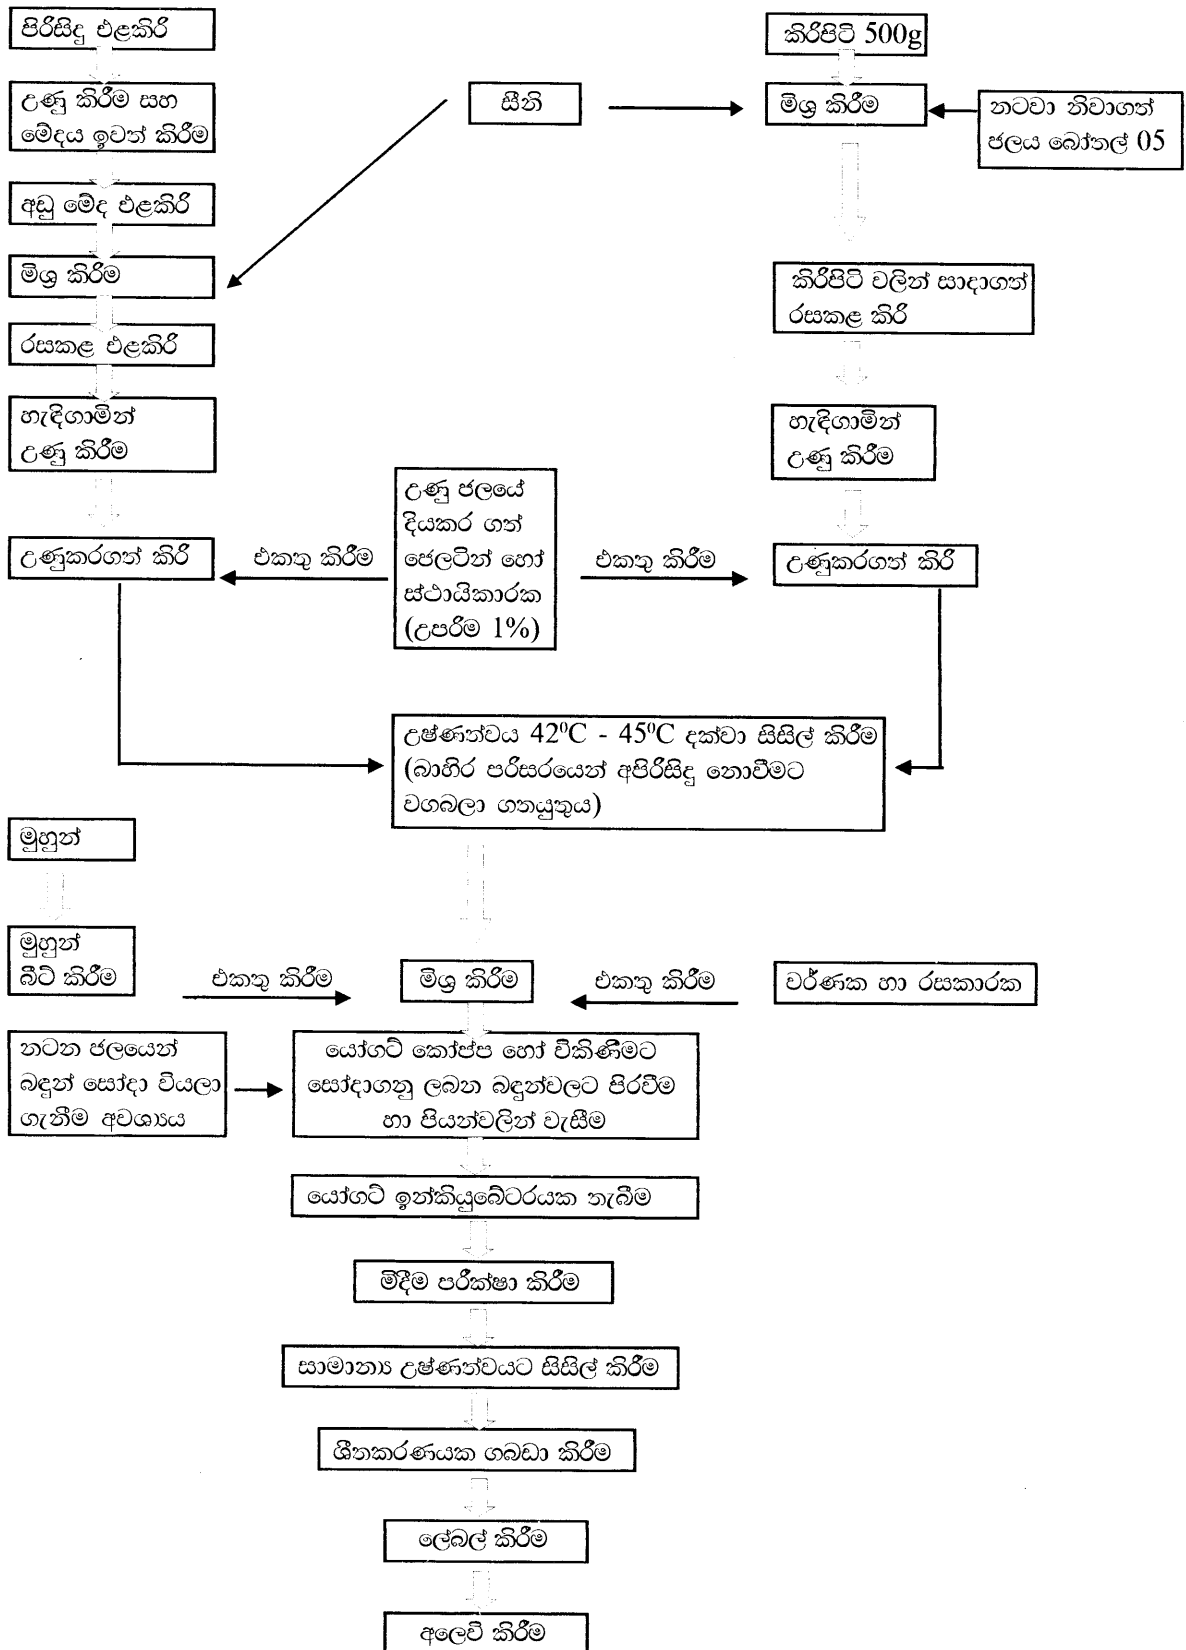 පිරිසිදු එළකිරි
කිරිපිටි 500g
උණු කිරීම සහ
මේදය ඉවත් කිරීම
සීනි
මිශ්‍ර කිරීම
නටවා නිවාගත්
ජලය බෝතල් 05
අඩු මේද එළකිරි
මිශ්‍ර කිරීම
කිරිපිටි වලින් සාදාගත්
රසකළ කිරි
රසකළ එළකිරි
හැඳිගාමින්
උණු කිරීම
හැඳිගාමින්
උණු කිරීම
උණු ජලයේ
දියකර ගත්
ජෙලටින් හෝ
ස්ථායිකාරක
(උපරිම 1%)
උණුකරගත් කිරි
එකතු කිරීම
එකතු කිරීම
උණුකරගත් කිරි
උෂ්ණත්වය 42⁰C - 45⁰C දක්වා සිසිල් කිරීම
(බාහිර පරිසරයෙන් අපිරිසිදු නොවීමට
වගබලා ගතයුතුය)
මුහුන්
මුහුන්
බීට් කිරීම
එකතු කිරීම
මිශ්‍ර කිරීම
එකතු කිරීම
වර්ණක හා රසකාරක
නටන ජලයෙන්
බඳුන් සෝදා වියලා
ගැනීම අවශ්‍යය
යෝගට් කෝප්ප හෝ විකිණීමට
සෝදාගනු ලබන බඳුන්වලට පිරවීම
හා පියන්වලින් වැසීම
යෝගට් ඉන්කියුබේටරයක තැබීම
මිදීම පරීක්ෂා කිරීම
සාමාන්‍ය උෂ්ණත්වයට සිසිල් කිරීම
ශීතකරණයක ගබඩා කිරීම
ලේබල් කිරීම
අලෙවි කිරීම